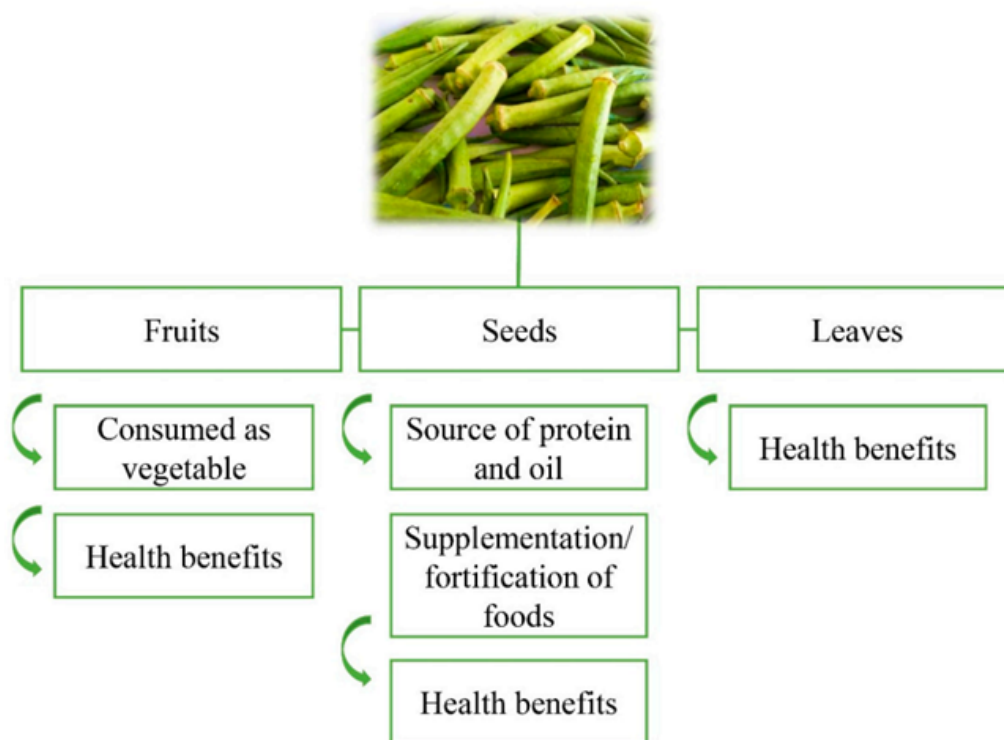 Fruits
Seeds
Leaves
Consumed as
vegetable
Health benefits
Source of protein
and oil
Supplementation/
fortification of
foods
Health benefits
Health benefits